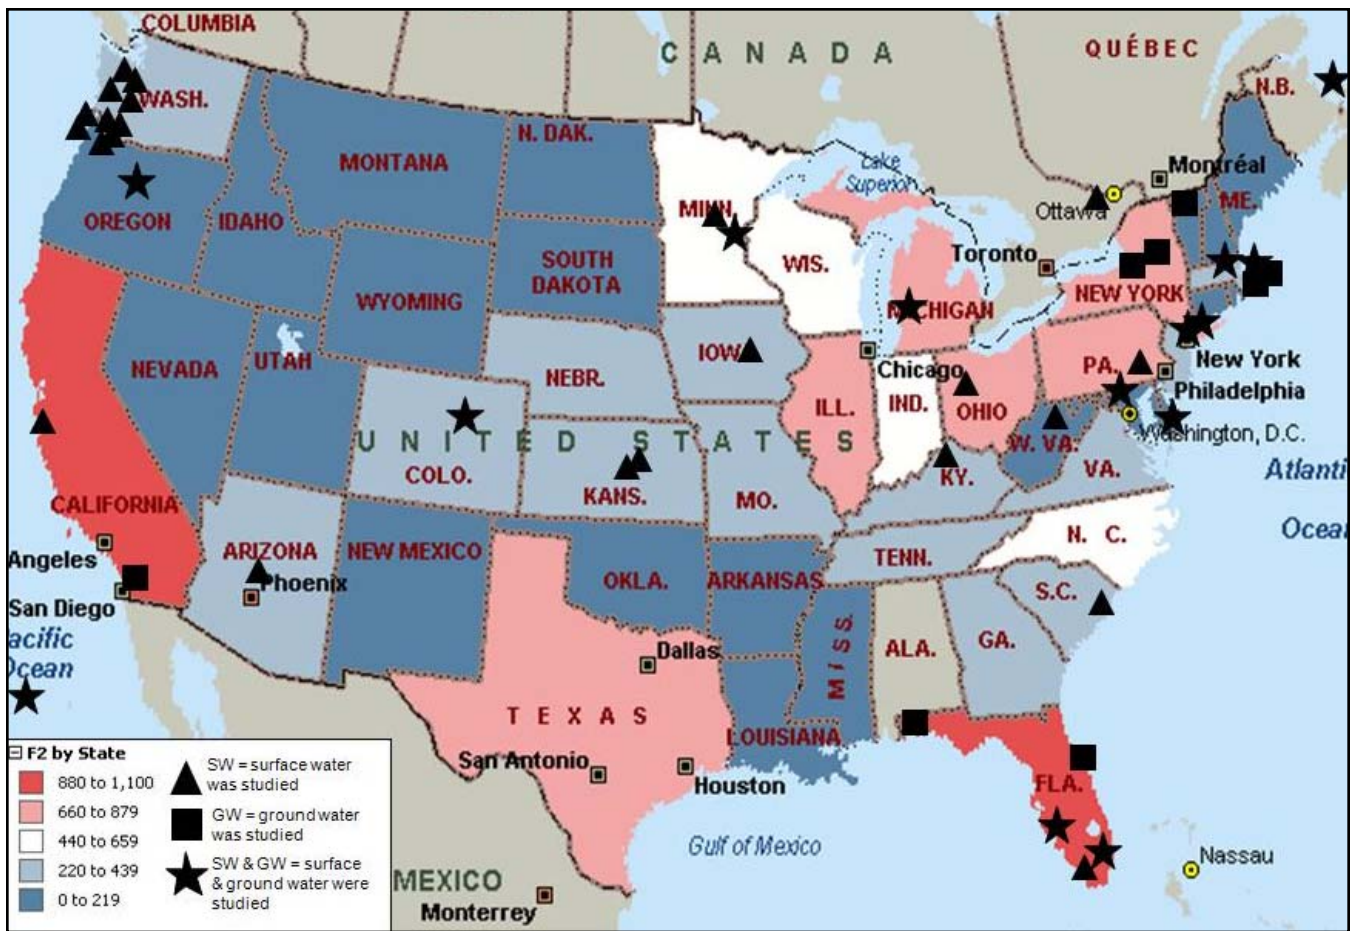 COLUMBIA
CANADA
QUÉBEC
N.B.
WASH.
N. DAK.
MONTANA
Lake
Superior
Montréal
ME.
MINN.
Ottawa
OREGON
IDAHO
WIS.
Toronto
SOUTH
DAKOTA
WYOMING
NEW YORK
MICHIGAN
NEVADA
UTAH
IOW
NEBR.
Chicago
PA.
New York
Philadelphia
ILL.
IND.
OHIO
UNITED STATES
W. VA.
Washington, D.C.
COLO.
KANS.
MO.
KY.
VA.
Atlanti
Ocean
CALIFORNIA
ARIZONA
NEW MEXICO
OKLA.
ARKANSAS
TENN.
N. C.
Angeles
Phoenix
San Diego
S.C.
acific
Ocean
MISS.
ALA.
GA.
Dallas
TEXAS
LOUISIANA
San Antonio
Houston
FLA.
Gulf of Mexico
Nassau
MEXICO
Monterrey
F2 by State
880 to 1,100
660 to 879
440 to 659
220 to 439
0 to 219
SW = surface water
was studied
GW = ground water
was studied
SW & GW = surface
& ground water were
studied